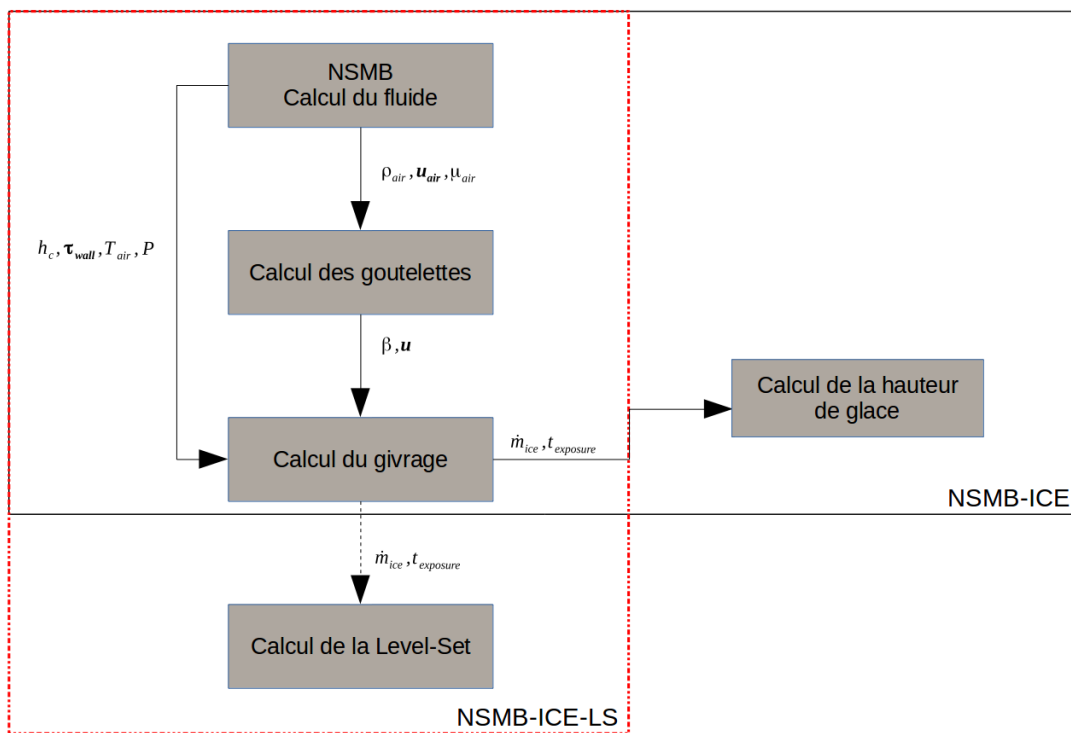 NSMB
Calcul du fluide
ρair , uair , μair
hc , τwall , Tair , P
Calcul des goutelettes
β , u
Calcul de la hauteur
de glace
Calcul du givrage
ṁice , texposure
NSMB-ICE
ṁice , texposure
Calcul de la Level-Set
NSMB-ICE-LS